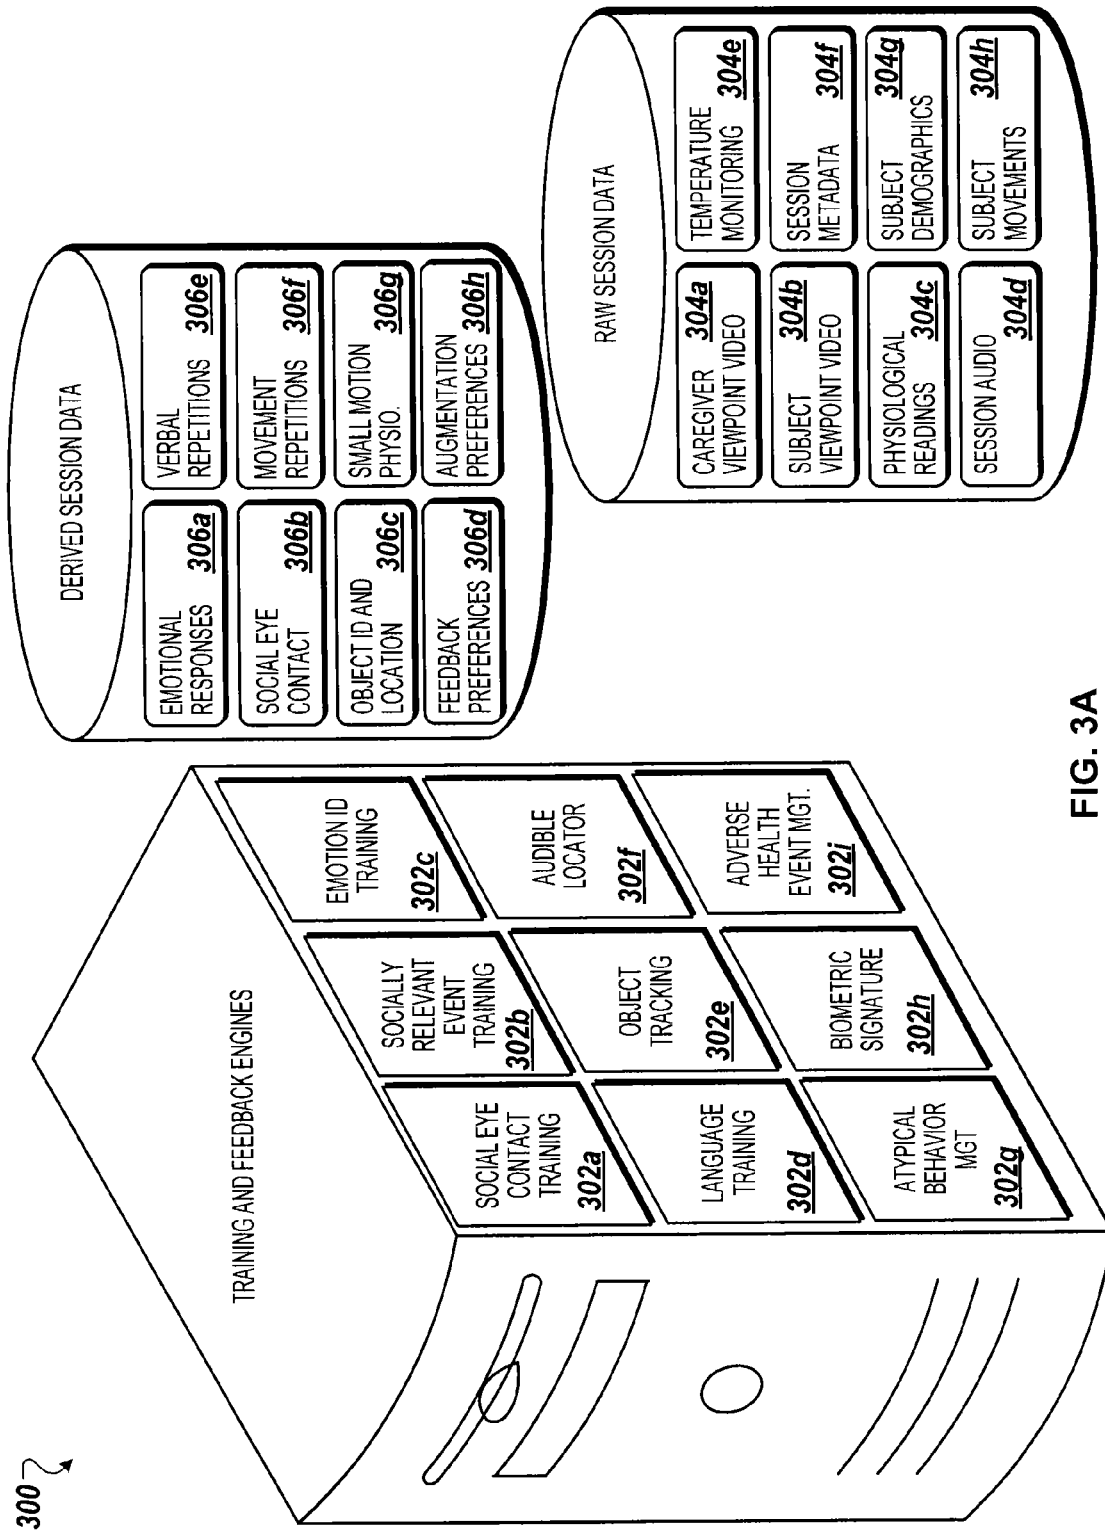 300
TRAINING AND FEEDBACK ENGINES
SOCIAL EYE
CONTACT
TRAINING
302a
SOCIALLY
RELEVANT
EVENT
TRAINING
302b
EMOTION ID
TRAINING
302c
LANGUAGE
TRAINING
302d
OBJECT
TRACKING
302e
AUDIBLE
LOCATOR
302f
ATYPICAL
BEHAVIOR
MGT
302g
BIOMETRIC
SIGNATURE
302h
ADVERSE
HEALTH
EVENT MGT.
302i
DERIVED SESSION DATA
EMOTIONAL
RESPONSES 306a
SOCIAL EYE
CONTACT 306b
OBJECT ID AND
LOCATION 306c
FEEDBACK
PREFERENCES 306d
VERBAL
REPETITIONS 306e
MOVEMENT
REPETITIONS 306f
SMALL MOTION
PHYSIO. 306g
AUGMENTATION
PREFERENCES 306h
RAW SESSION DATA
CAREGIVER 304a
VIEWPOINT VIDEO
SUBJECT 304b
VIEWPOINT VIDEO
PHYSIOLOGICAL
READINGS 304c
SESSION AUDIO
304d
TEMPERATURE
MONITORING 304e
SESSION
METADATA 304f
SUBJECT 304g
DEMOGRAPHICS
SUBJECT 304h
MOVEMENTS
FIG. 3A